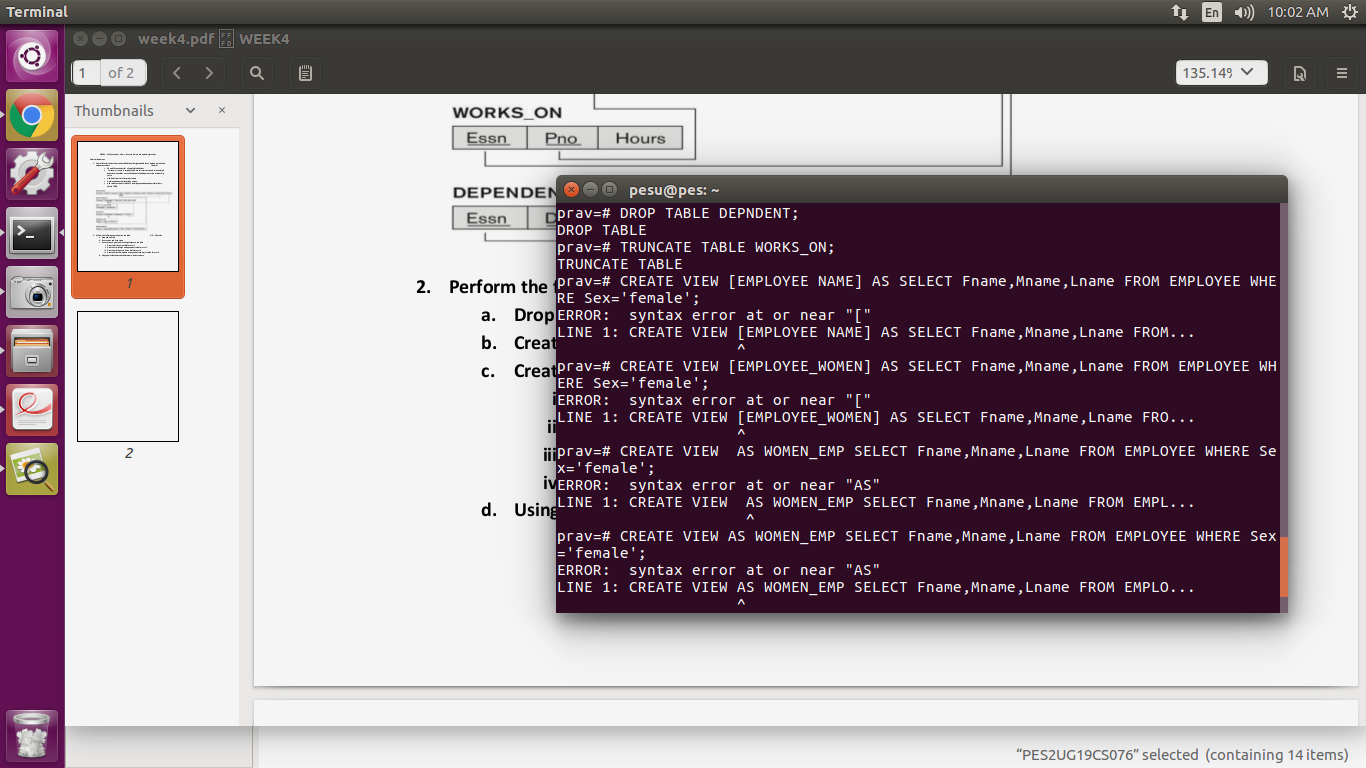 Terminal
En
10:02 AM
week4.pdf
WEEK4
1 of 2
135.14%
Thumbnails
1
2
WORKS_ON
Essn Pno Hours
DEPENDEN
Essn D
2. Perform the
a. Drop
b. Creat
c. Creat
i
ii
iii
iv
d. Using
pesu@pes: ~
prav=# DROP TABLE DEPNDENT;
DROP TABLE
prav=# TRUNCATE TABLE WORKS_ON;
TRUNCATE TABLE
prav=# CREATE VIEW [EMPLOYEE NAME] AS SELECT Fname,Mname,Lname FROM EMPLOYEE WHE
RE Sex='female';
ERROR:  syntax error at or near "["
LINE 1: CREATE VIEW [EMPLOYEE NAME] AS SELECT Fname,Mname,Lname FROM...
^
prav=# CREATE VIEW [EMPLOYEE_WOMEN] AS SELECT Fname,Mname,Lname FROM EMPLOYEE WH
ERE Sex='female';
ERROR:  syntax error at or near "["
LINE 1: CREATE VIEW [EMPLOYEE_WOMEN] AS SELECT Fname,Mname,Lname FRO...
^
prav=# CREATE VIEW  AS WOMEN_EMP SELECT Fname,Mname,Lname FROM EMPLOYEE WHERE Se
x='female';
ERROR:  syntax error at or near "AS"
LINE 1: CREATE VIEW  AS WOMEN_EMP SELECT Fname,Mname,Lname FROM EMPL...
^
prav=# CREATE VIEW AS WOMEN_EMP SELECT Fname,Mname,Lname FROM EMPLOYEE WHERE Sex
='female';
ERROR:  syntax error at or near "AS"
LINE 1: CREATE VIEW AS WOMEN_EMP SELECT Fname,Mname,Lname FROM EMPLO...
^
“PES2UG19CS076” selected (containing 14 items)